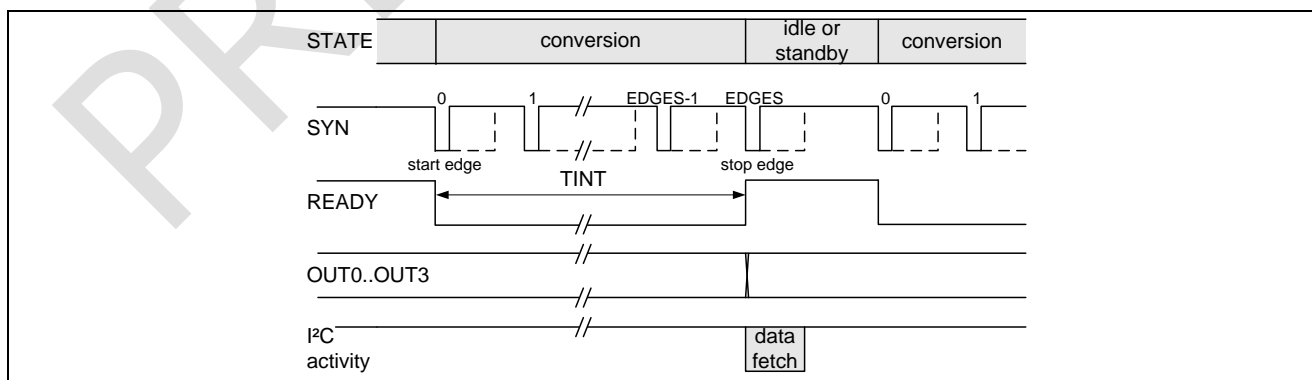 STATE
conversion
idle or
standby
conversion
SYN
0
1
EDGES-1
EDGES
0
1
start edge
stop edge
READY
TINT
OUT0..OUT3
I²C
activity
data
fetch